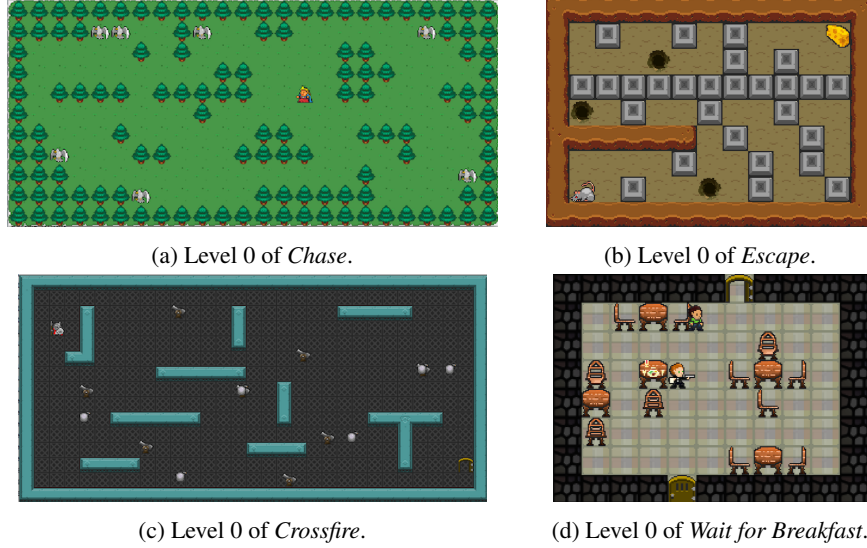 (a) Level 0 of Chase.
(b) Level 0 of Escape.
(c) Level 0 of Crossfire.
(d) Level 0 of Wait for Breakfast.